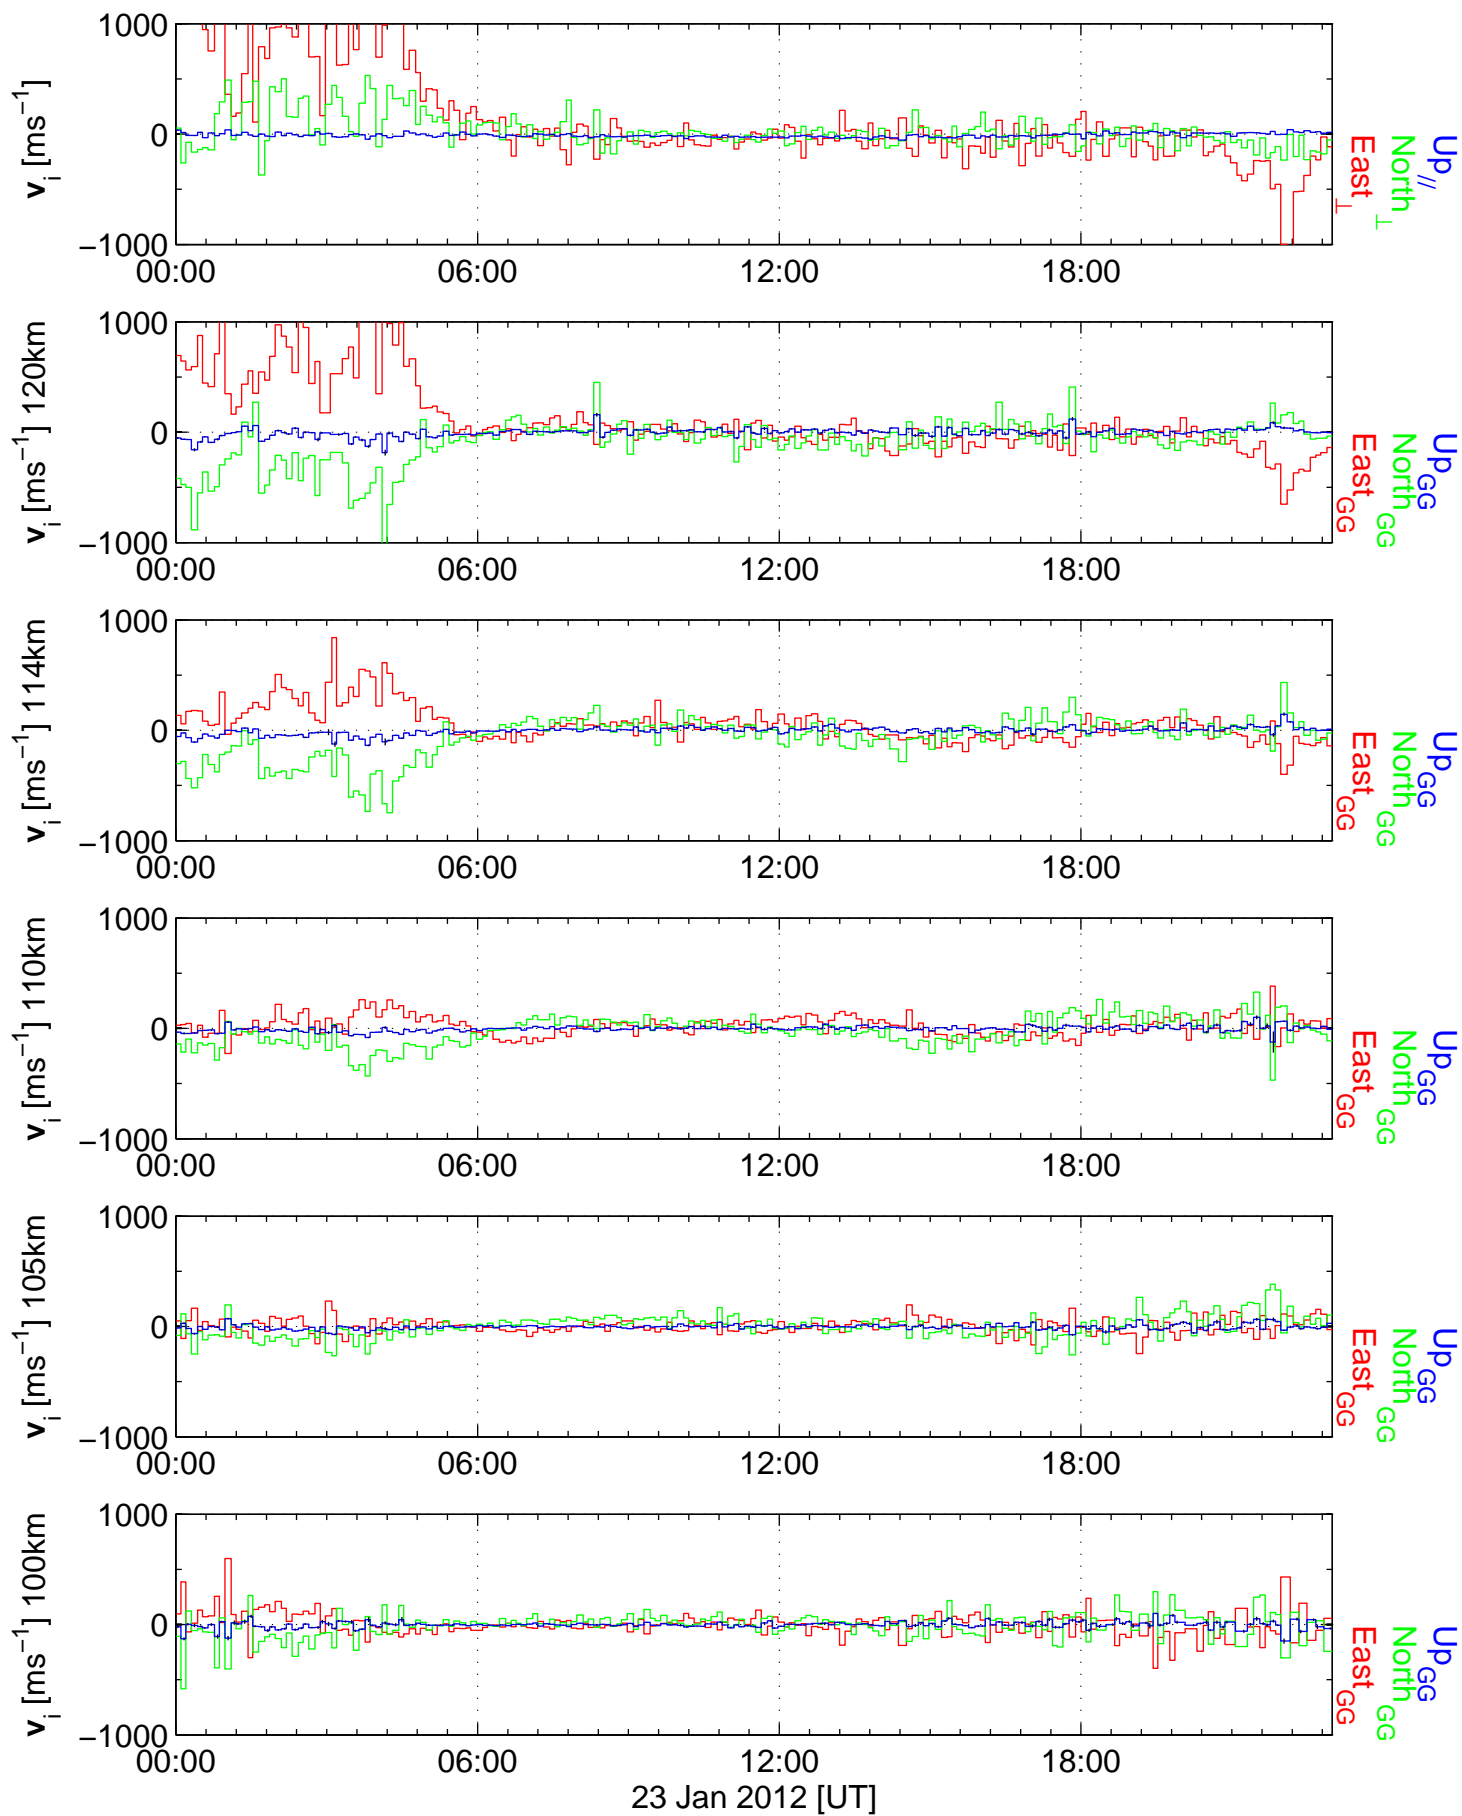 v_i [ms^−1]
1000
0
−1000
00:00 06:00 12:00 18:00
East_⊥
North_⊥
Up_//
v_i [ms^−1] 120km
1000
0
−1000
00:00 06:00 12:00 18:00
East_GG
North_GG
Up_GG
v_i [ms^−1] 114km
1000
0
−1000
00:00 06:00 12:00 18:00
East_GG
North_GG
Up_GG
v_i [ms^−1] 110km
1000
0
−1000
00:00 06:00 12:00 18:00
East_GG
North_GG
Up_GG
v_i [ms^−1] 105km
1000
0
−1000
00:00 06:00 12:00 18:00
East_GG
North_GG
Up_GG
v_i [ms^−1] 100km
1000
0
−1000
00:00 06:00 12:00 18:00
East_GG
North_GG
Up_GG
23 Jan 2012 [UT]